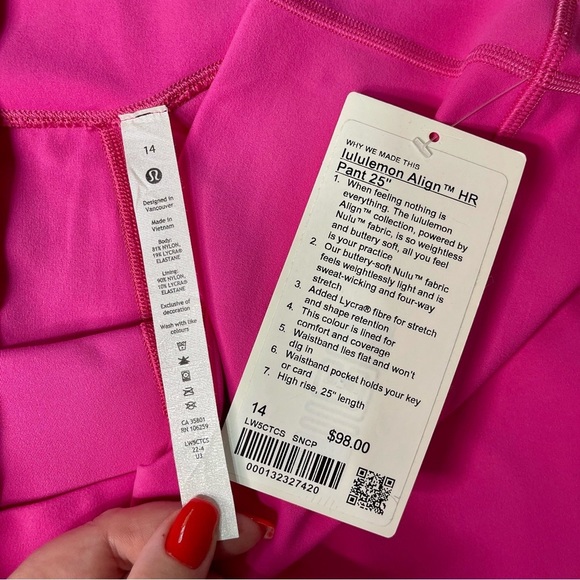 14
Designed in
Vancouver
Made in
Vietnam
Body:
81% NYLON,
19% LYCRA®
ELASTANE
Lining:
90% NYLON,
10% LYCRA®
ELASTANE
Exclusive of
decoration
Wash with like
colours
CA 35801
RN 106259
LW5CTCS
22-4
U1
WHY WE MADE THIS
lululemon Align™ HR
Pant 25"
1. When feeling nothing is
everything. The lululemon
Align™ collection, powered by
Nulu™ fabric, is so weightless
and buttery soft, all you feel
is your practice
2. Our buttery-soft Nulu™ fabric
feels weightlessly light and is
sweat-wicking and four-way
stretch
3. Added Lycra® fibre for stretch
and shape retention
4. This colour is lined for
comfort and coverage
5. Waistband lies flat and won't
dig in
6. Waistband pocket holds your key
or card
7. High rise, 25" length
14 $98.00
LW5CTCS SNCP
000132327420